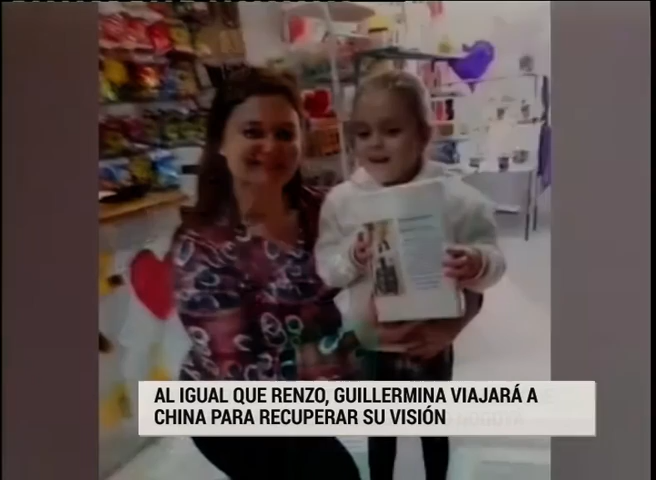 AL IGUAL QUE RENZO, GUILLERMINA VIAJARÁ A
CHINA PARA RECUPERAR SU VISIÓN